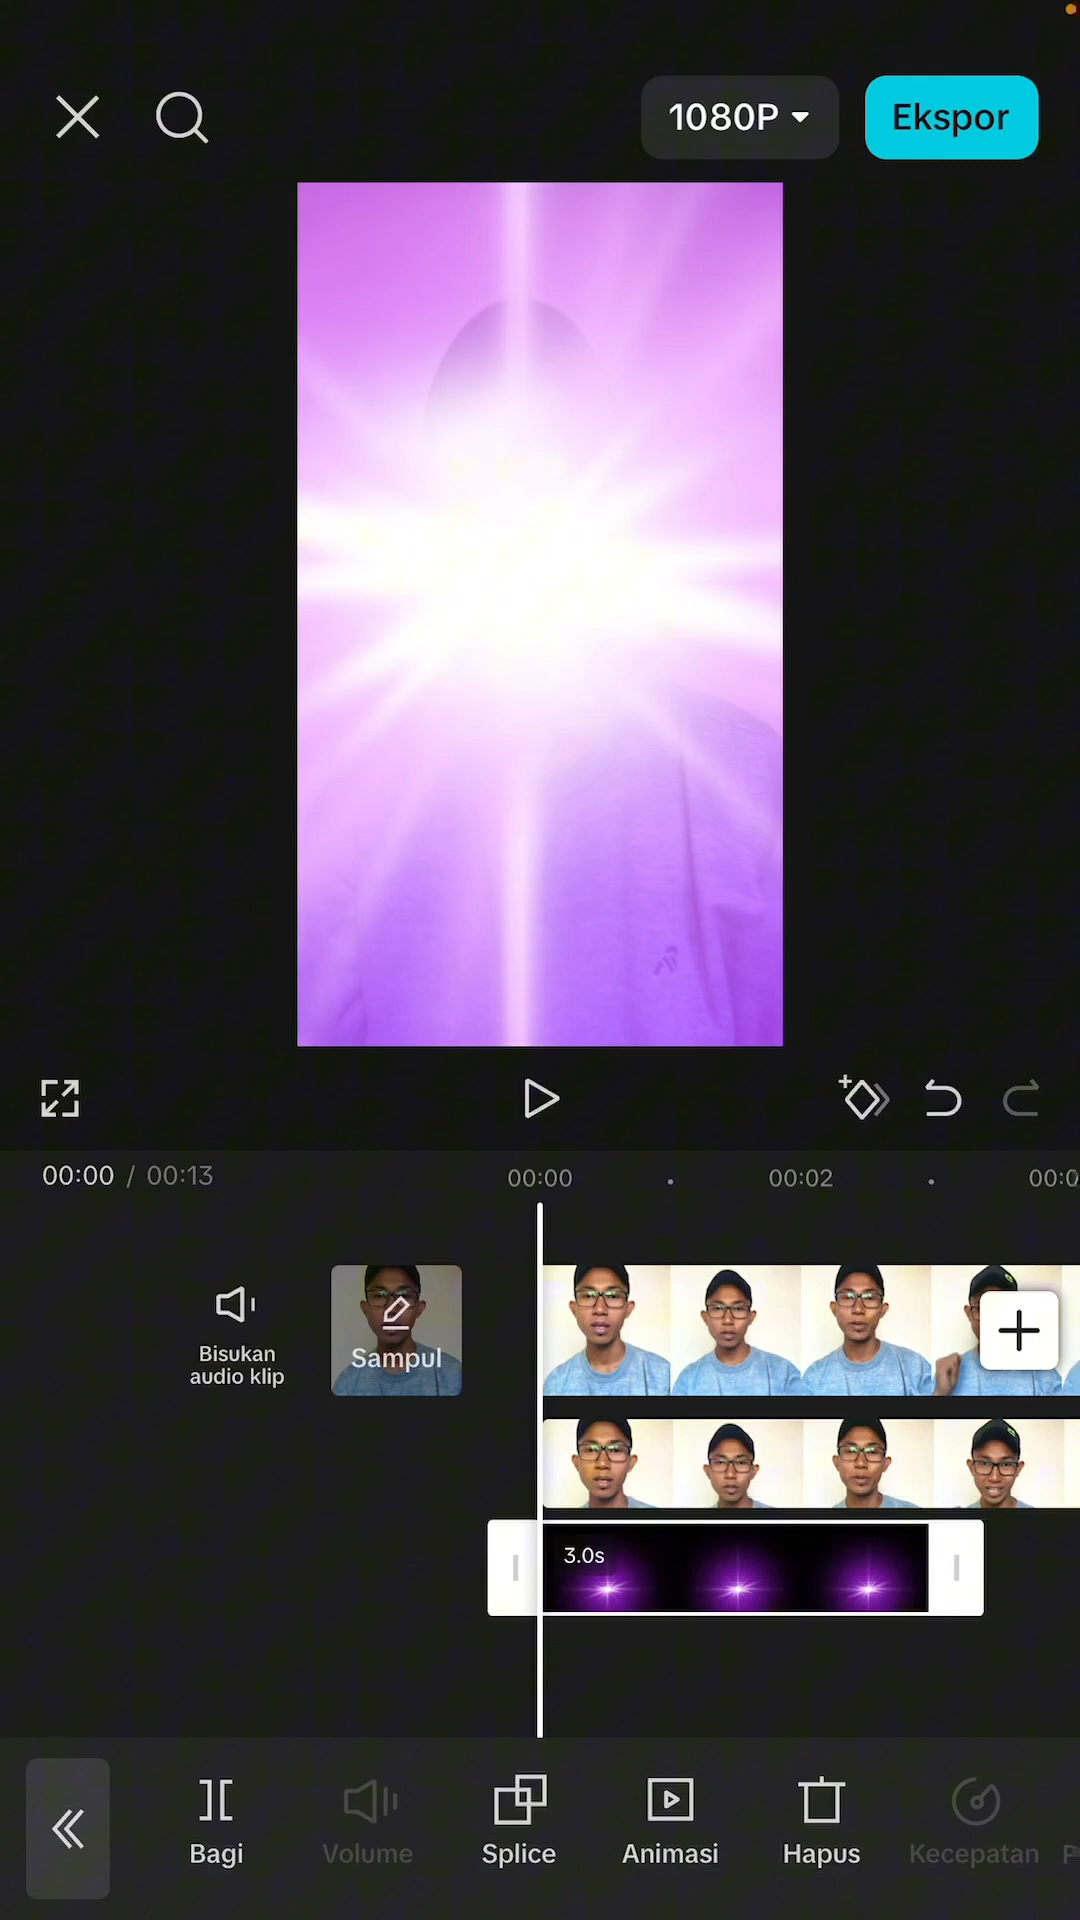 1080P
Ekspor
00:00 / 00:13
00:00
00:02
Bisukan
audio klip
Sampul
3.0s
Bagi
Volume
Splice
Animasi
Hapus
Kecepatan